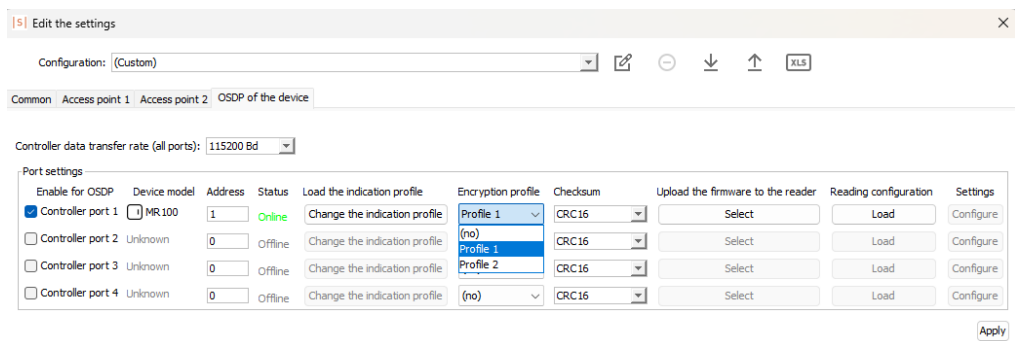 |S| Edit the settings
Configuration: (Custom) XLS
Common Access point 1 Access point 2 OSDP of the device
Controller data transfer rate (all ports): 115200 Bd
Port settings
Enable for OSDP Device model Address Status Load the indication profile Encryption profile Checksum Upload the firmware to the reader Reading configuration Settings
Controller port 1 MR100 1 Online Change the indication profile Profile 1 CRC16 Select Load Configure
Controller port 2 Unknown 0 Offline Change the indication profile (no) CRC16 Select Load Configure
Profile 1
Controller port 3 Unknown 0 Offline Change the indication profile Profile 2 CRC16 Select Load Configure
Controller port 4 Unknown 0 Offline Change the indication profile (no) CRC16 Select Load Configure
Apply